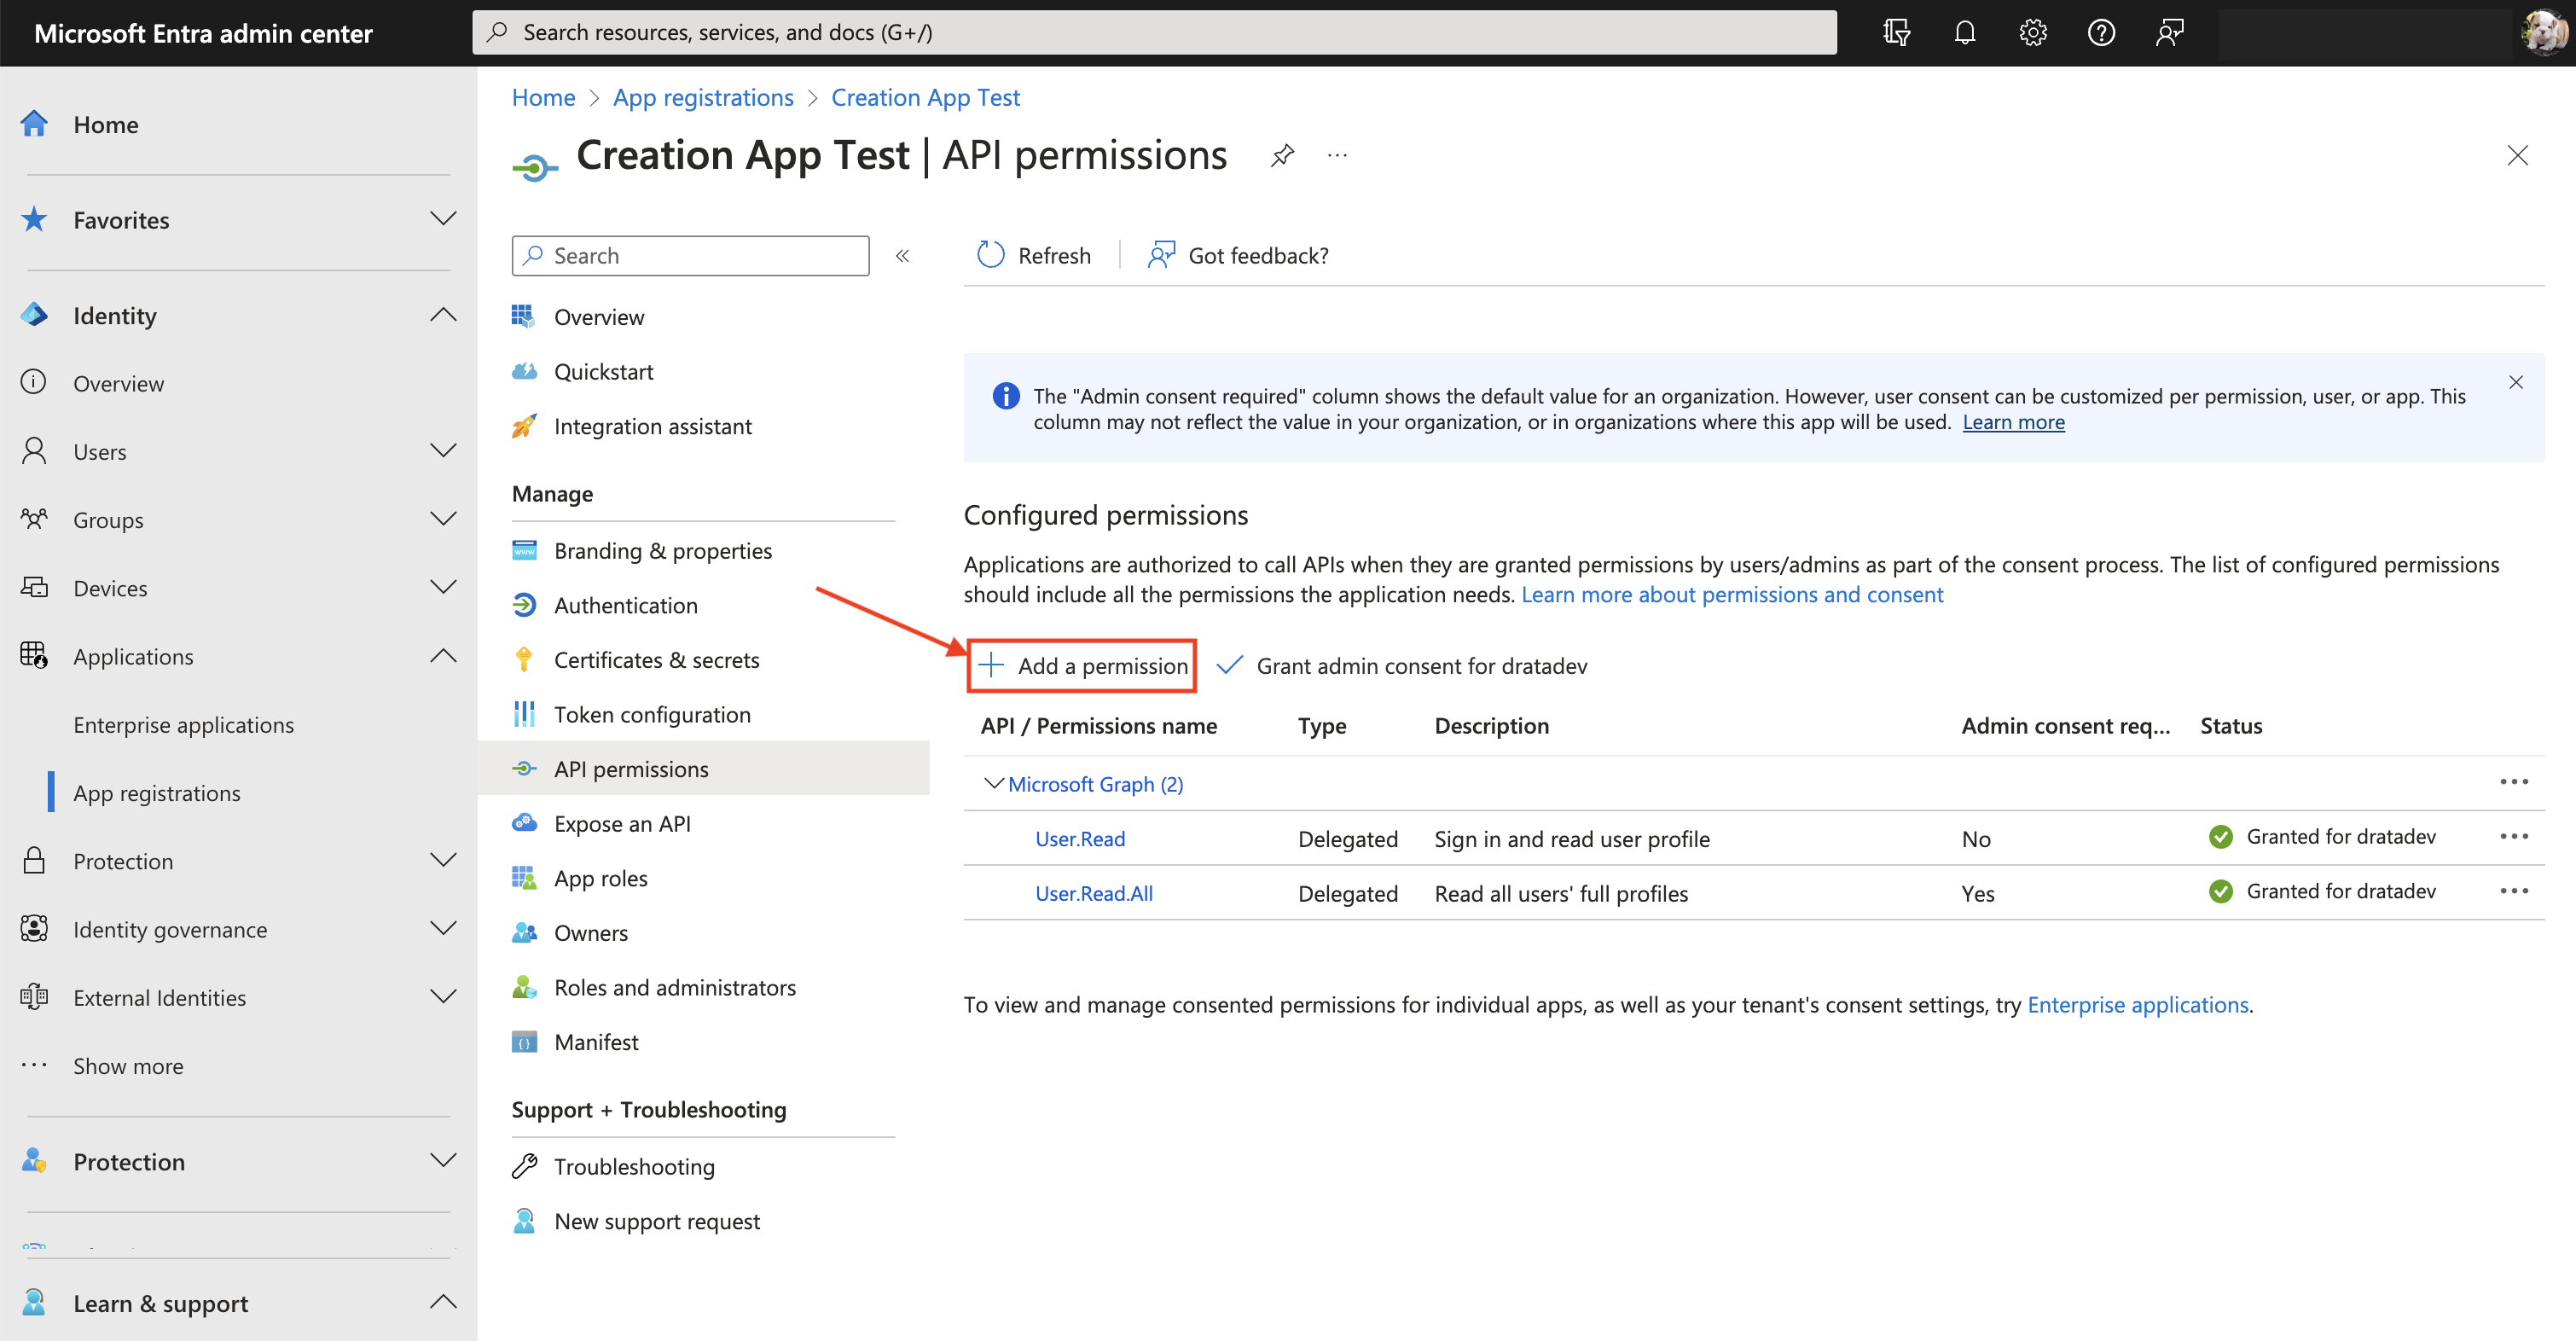 Microsoft Entra admin center
Search resources, services, and docs (G+/)
Home
Favorites
Identity
Overview
Users
Groups
Devices
Applications
Enterprise applications
App registrations
Protection
Identity governance
External Identities
Show more
Protection
Learn & support
Home > App registrations > Creation App Test
Creation App Test | API permissions
Search
Overview
Quickstart
Integration assistant
Manage
Branding & properties
Authentication
Certificates & secrets
Token configuration
API permissions
Expose an API
App roles
Owners
Roles and administrators
Manifest
Support + Troubleshooting
Troubleshooting
New support request
Refresh
Got feedback?
The "Admin consent required" column shows the default value for an organization. However, user consent can be customized per permission, user, or app. This
column may not reflect the value in your organization, or in organizations where this app will be used. Learn more
Configured permissions
Applications are authorized to call APIs when they are granted permissions by users/admins as part of the consent process. The list of configured permissions
should include all the permissions the application needs. Learn more about permissions and consent
Add a permission
Grant admin consent for dratadev
API / Permissions name Type Description Admin consent req... Status
Microsoft Graph (2)
User.Read Delegated Sign in and read user profile No Granted for dratadev
User.Read.All Delegated Read all users' full profiles Yes Granted for dratadev
To view and manage consented permissions for individual apps, as well as your tenant's consent settings, try Enterprise applications.